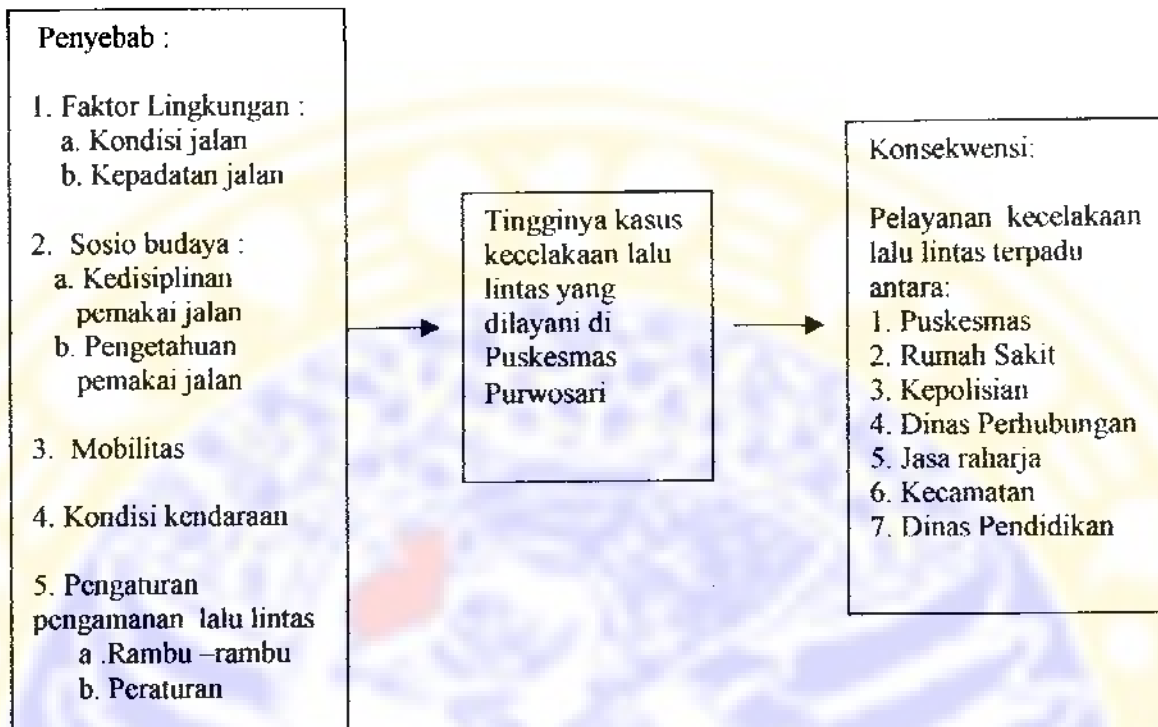 Penyebab :
1. Faktor Lingkungan :
a. Kondisi jalan
b. Kepadatan jalan
2. Sosio budaya :
a. Kedisiplinan
pemakai jalan
b. Pengetahuan
pemakai jalan
3. Mobilitas
4. Kondisi kendaraan
5. Pengaturan
pengamanan lalu lintas
a .Rambu –rambu
b. Peraturan
Tingginya kasus
kecelakaan lalu
lintas yang
dilayani di
Puskesmas
Purwosari
Konsekwensi:
Pelayanan kecelakaan
lalu lintas terpadu
antara:
1. Puskesmas
2. Rumah Sakit
3. Kepolisian
4. Dinas Perhubungan
5. Jasa raharja
6. Kecamatan
7. Dinas Pendidikan